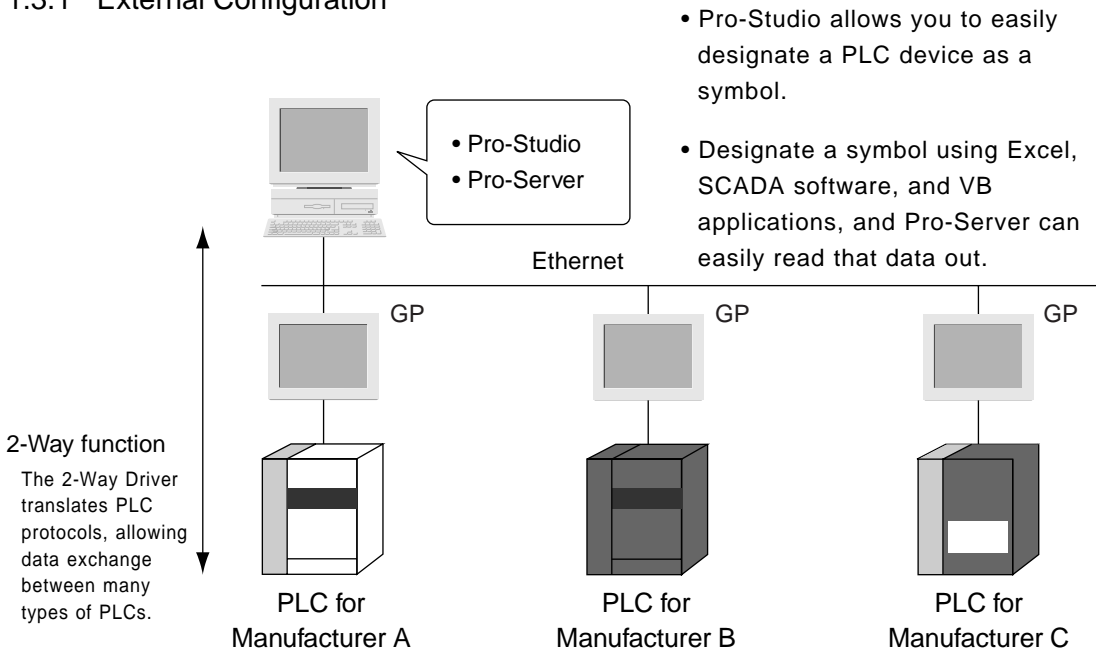 1.3.1 External Configuration
• Pro-Studio allows you to easily
designate a PLC device as a
symbol.
• Designate a symbol using Excel,
SCADA software, and VB
applications, and Pro-Server can
easily read that data out.
• Pro-Studio
• Pro-Server
Ethernet
GP
GP
GP
2-Way function
The 2-Way Driver
translates PLC
protocols, allowing
data exchange
between many
types of PLCs.
PLC for
Manufacturer A
PLC for
Manufacturer B
PLC for
Manufacturer C